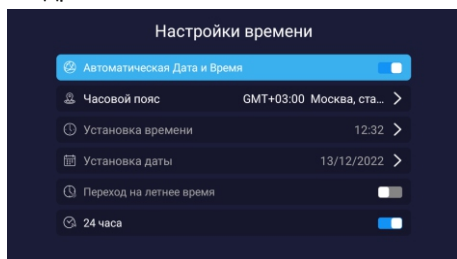 Настройки времени
Автоматическая Дата и Время
Часовой пояс GMT+03:00 Москва, ста...
Установка времени 12:32
Установка даты 13/12/2022
Переход на летнее время
24 часа